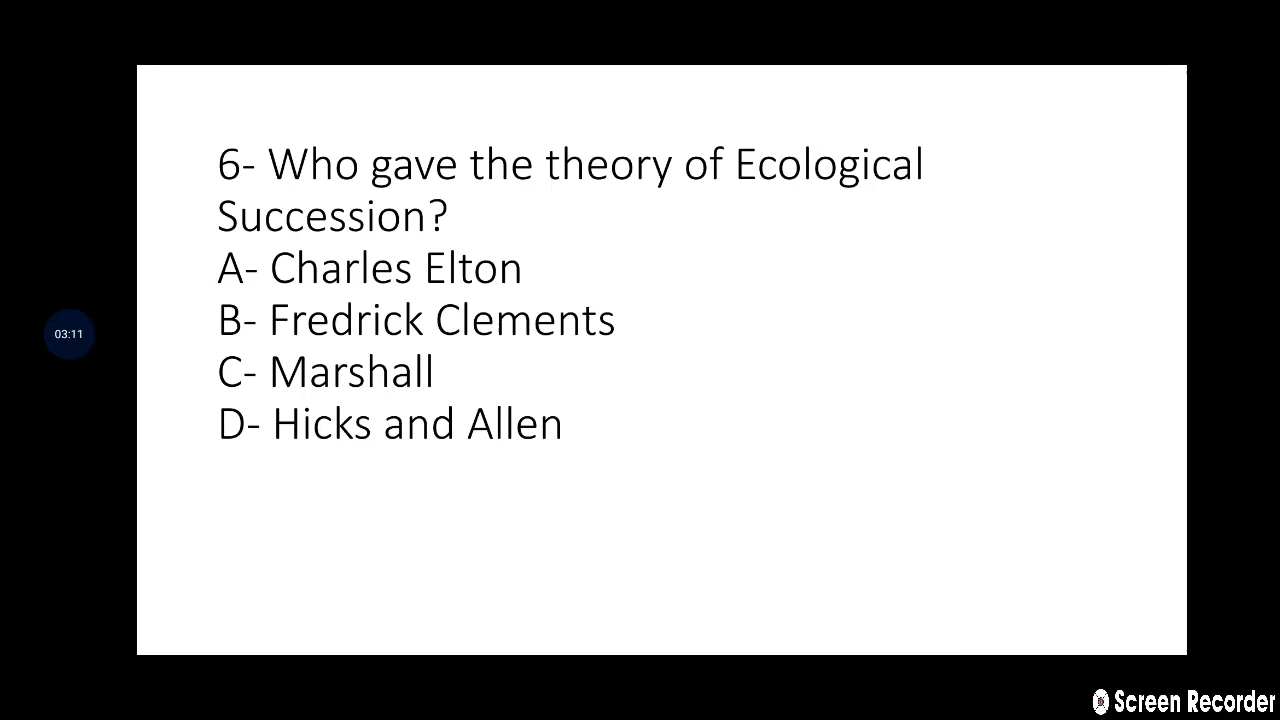 6- Who gave the theory of Ecological
Succession?
A- Charles Elton
B- Fredrick Clements
C- Marshall
D- Hicks and Allen
03:11
Screen Recorder